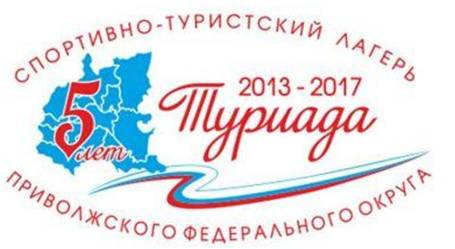 СПОРТИВНО-ТУРИСТСКИЙ ЛАГЕРЬ
2013 - 2017
5 лет
Туриада
ПРИВОЛЖСКОГО ФЕДЕРАЛЬНОГО ОКРУГА